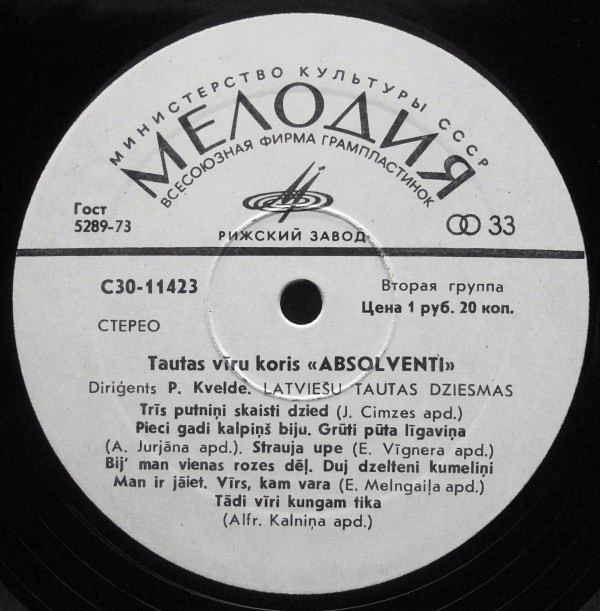 МИНИСТЕРСТВО КУЛЬТУРЫ СССР
МЕЛОДИЯ
ВСЕСОЮЗНАЯ ФИРМА ГРАМПЛАСТИНОК
Гост
5289-73
33
РИЖСКИЙ ЗАВОД
С30-11423
Вторая группа
Цена 1 руб. 20 коп.
СТЕРЕО
Tautas vīru koris «ABSOLVENTI»
Diriģents P. Kvelde. LATVIEŠU TAUTAS DZIESMAS
Trīs putniņi skaisti dzied (J. Cimzes apd.)
Pieci gadi kalpiņš biju. Grūti pūta līgaviņa
(A. Jurjāna apd.). Strauja upe (E. Vīgnera apd.)
Bij' man vienas rozes dēļ. Duj dzelteni kumeliņi
Man ir jāiet. Vīrs, kam vara (E. Melngaiļa apd.)
Tādi vīri kungam tika
(Alfr. Kalniņa apd.)